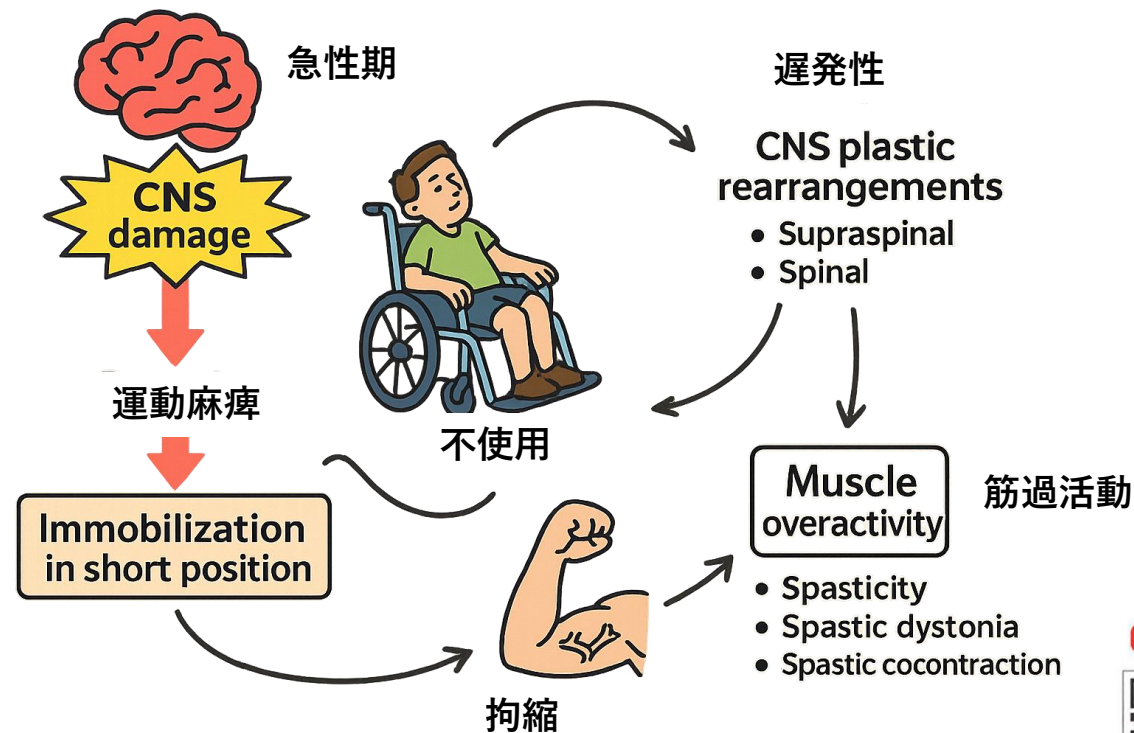 急性期
CNS
damage
運動麻痺
Immobilization
in short position
不使用
拘縮
遅発性
CNS plastic
rearrangements
• Supraspinal
• Spinal
Muscle
overactivity
筋過活動
• Spasticity
• Spastic dystonia
• Spastic cocontraction